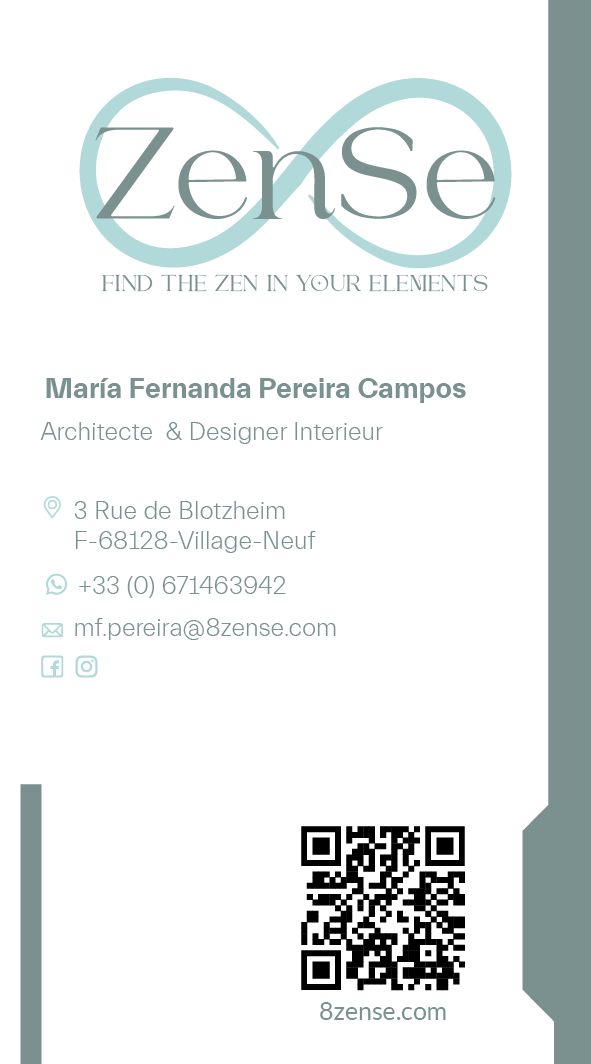 ZenSe
FIND THE ZEN IN YOUR ELEMENTS
María Fernanda Pereira Campos
Architecte & Designer Interieur
3 Rue de Blotzheim
F-68128-Village-Neuf
+33 (0) 671463942
mf.pereira@8zense.com
8zense.com